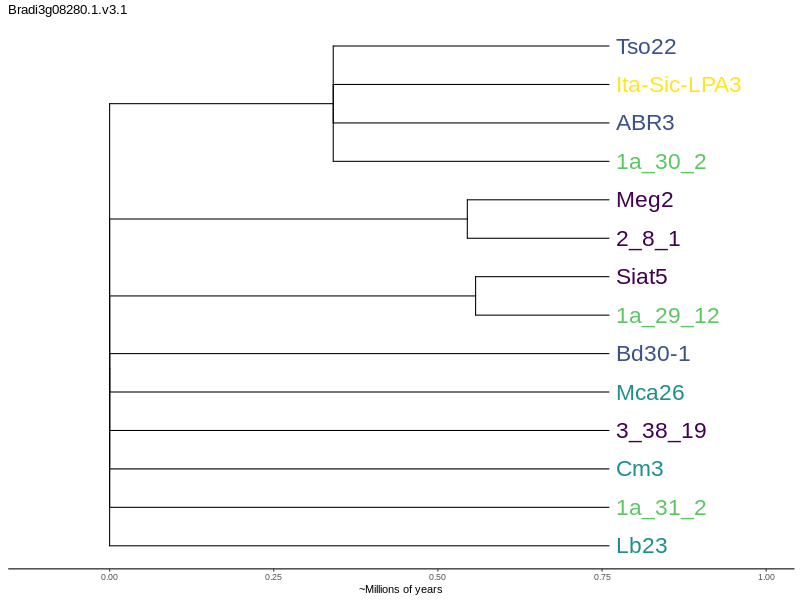 Bradi3g08280.1.v3.1
Tso22
Ita-Sic-LPA3
ABR3
1a_30_2
Meg2
2_8_1
Siat5
1a_29_12
Bd30-1
Mca26
3_38_19
Cm3
1a_31_2
Lb23
0.00 0.25 0.50 0.75 1.00
~Millions of years